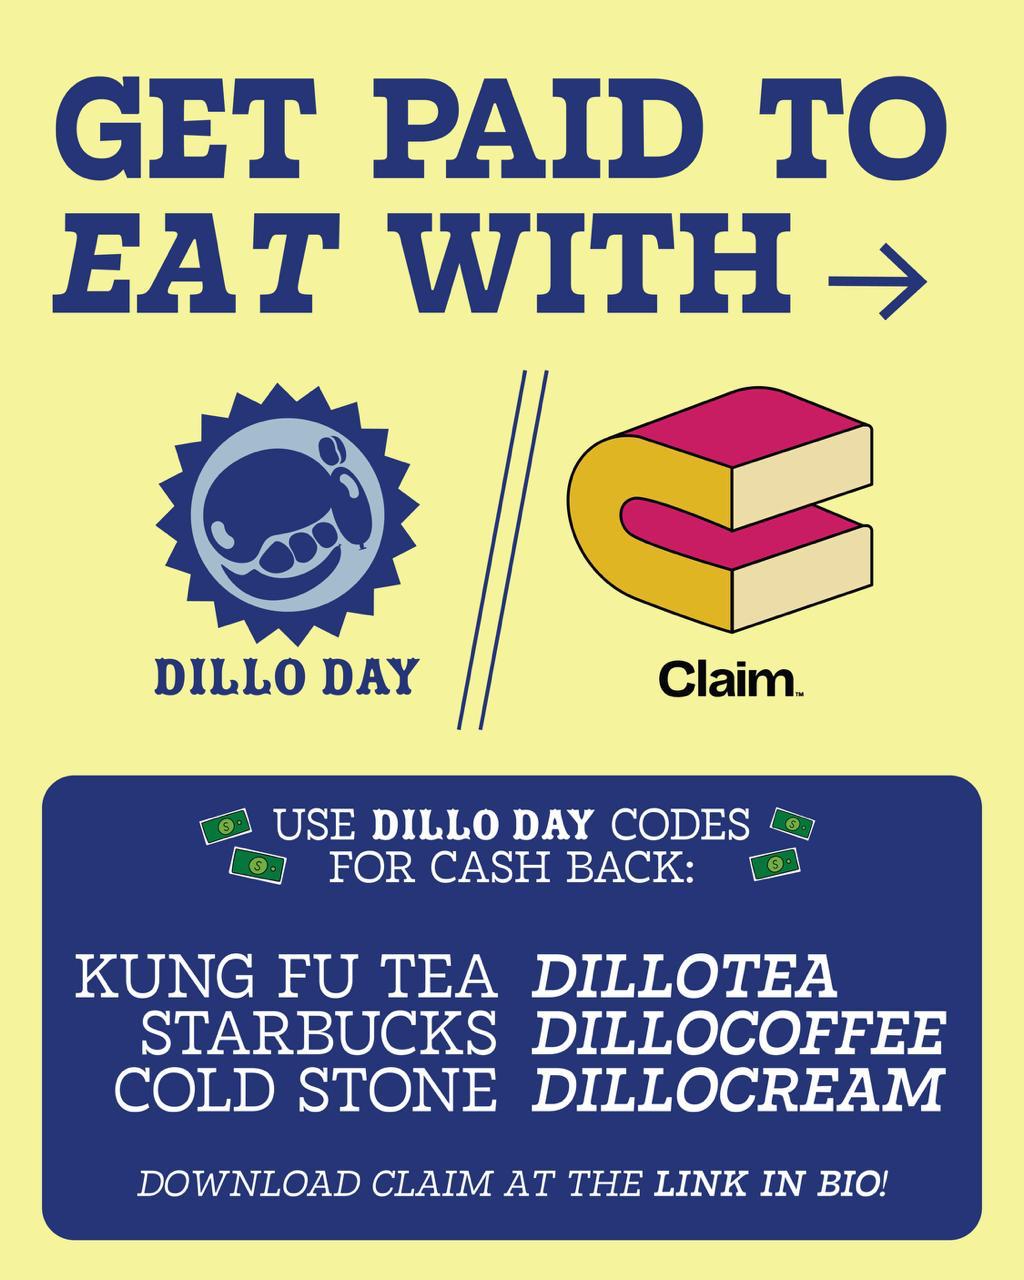 GET PAID TO
EAT WITH →
DILLO DAY
Claim™
USE DILLO DAY CODES
FOR CASH BACK:
KUNG FU TEA DILLOTEA
STARBUCKS DILLOCOFFEE
COLD STONE DILLOCREAM
DOWNLOAD CLAIM AT THE LINK IN BIO!